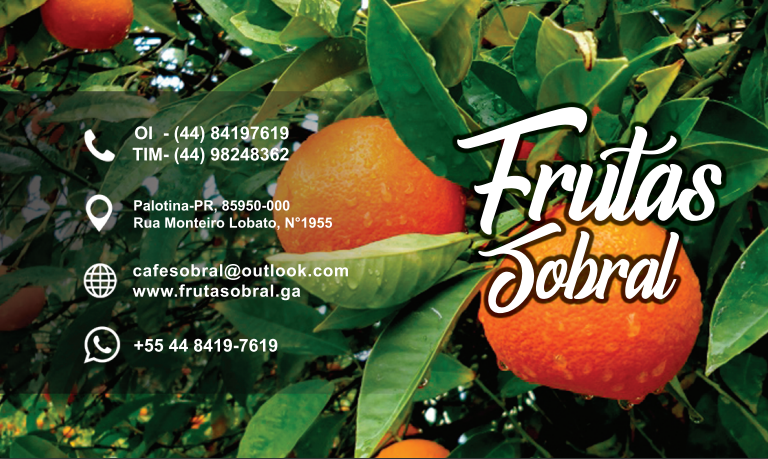 OI - (44) 84197619
TIM- (44) 98248362
Palotina-PR, 85950-000
Rua Monteiro Lobato, N°1955
cafesobral@outlook.com
www.frutasobral.ga
+55 44 8419-7619
Frutas
Sobral